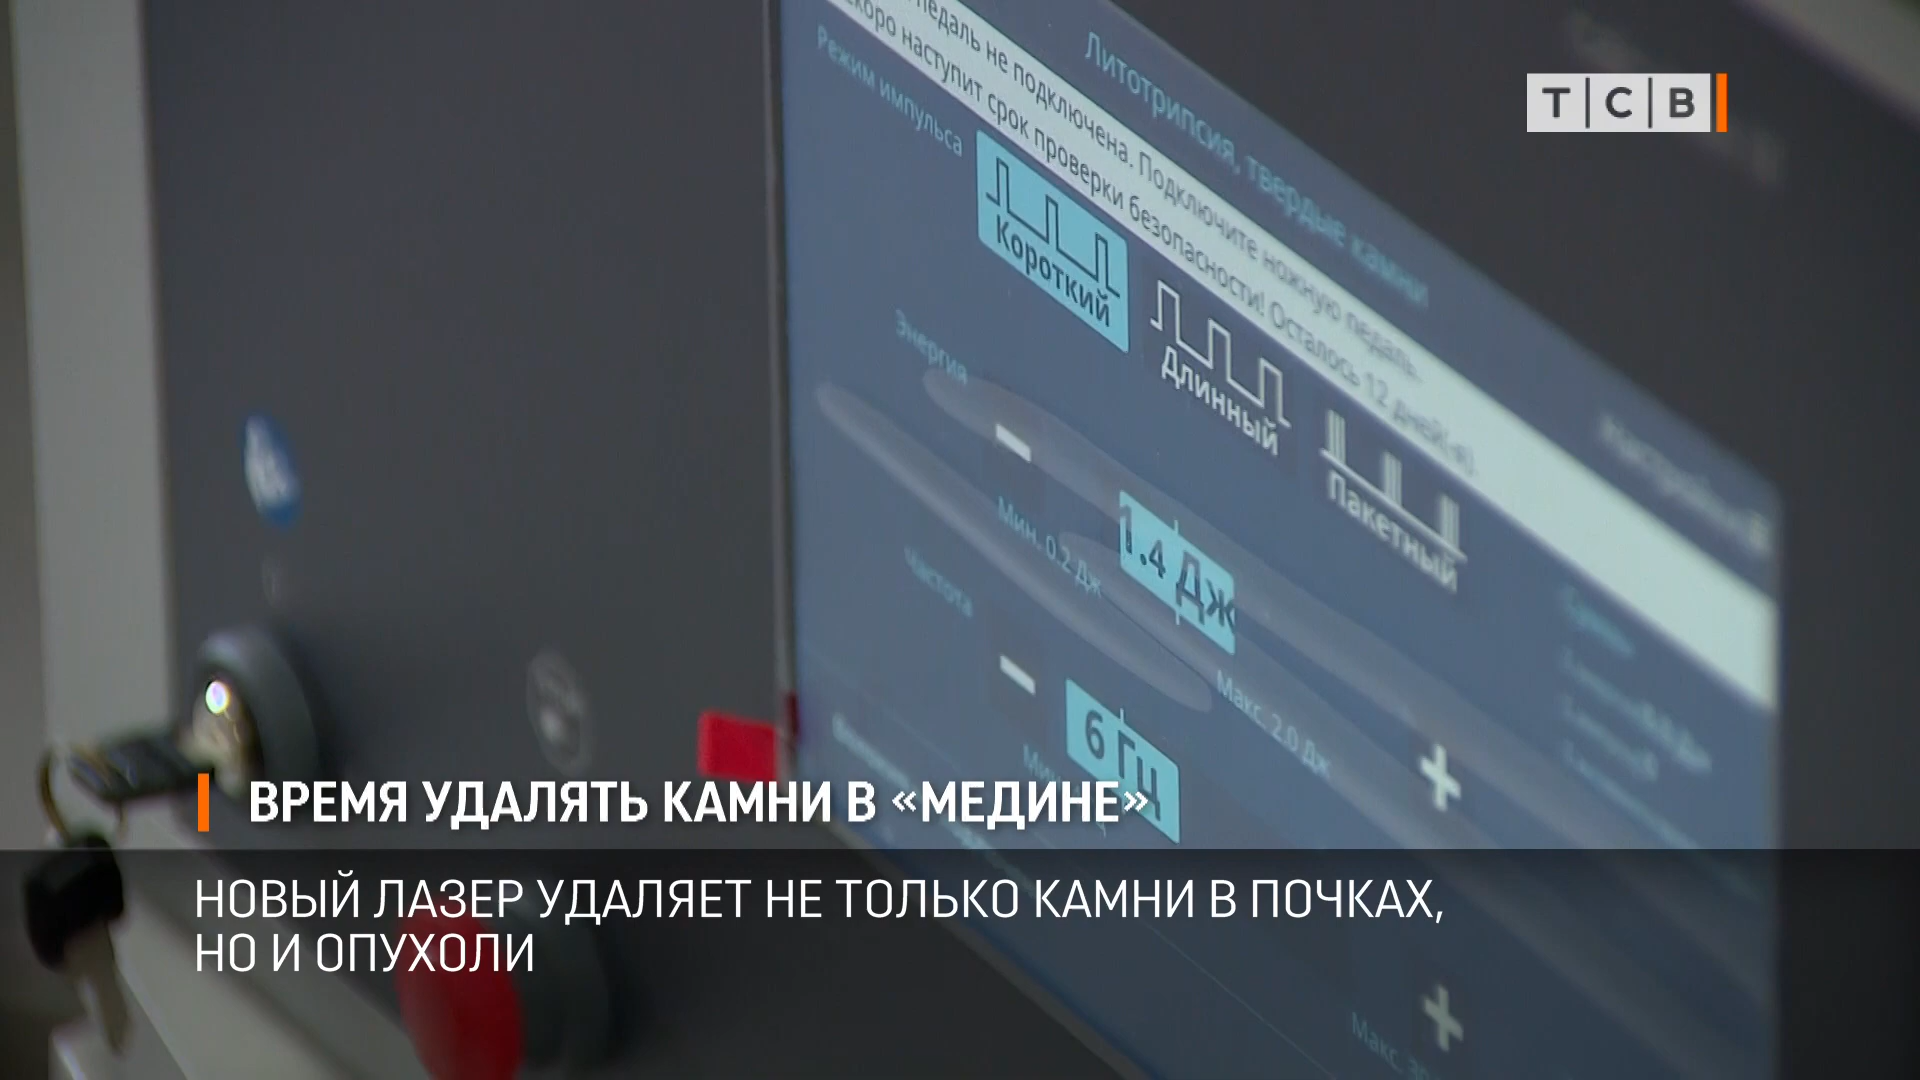 Литотрипсия, твердые камни
педаль не подключена. Подключите ножную педаль.
скоро наступит срок проверки безопасности! Осталось 12 дней(-я).
Режим импульса
Короткий
Длинный
Пакетный
Настройки
Энергия
1.4 Дж
Мин. 0.2 Дж
Макс. 2.0 Дж
Частота
6 Гц
Макс.
Т|С|В
ВРЕМЯ УДАЛЯТЬ КАМНИ В «МЕДИНЕ»
НОВЫЙ ЛАЗЕР УДАЛЯЕТ НЕ ТОЛЬКО КАМНИ В ПОЧКАХ,
НО И ОПУХОЛИ